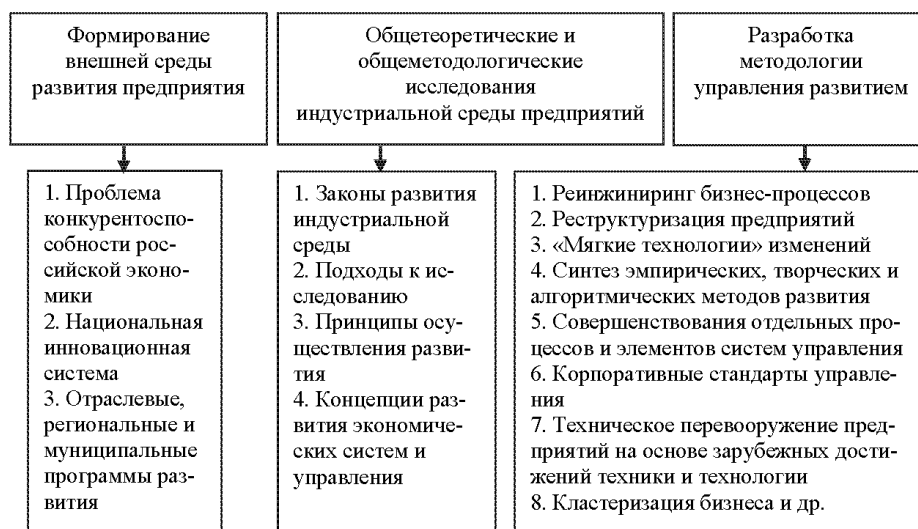 Формирование
внешней среды
развития предприятия
Общетеоретические и
общеметодологические
исследования
индустриальной среды предприятий
Разработка
методологии
управления развитием
1. Проблема
конкурентоспо-
собности рос-
сийской эконо-
мики
2. Национальная
инновационная
система
3. Отраслевые,
региональные и
муниципальные
программы раз-
вития
1. Законы развития
индустриальной
среды
2. Подходы к ис-
следованию
3. Принципы осу-
ществления разви-
тия
4. Концепции раз-
вития экономиче-
ских систем и
управления
1. Реинжиниринг бизнес-процессов
2. Реструктуризация предприятий
3. «Мягкие технологии» изменений
4. Синтез эмпирических, творческих и
алгоритмических методов развития
5. Совершенствования отдельных про-
цессов и элементов систем управления
6. Корпоративные стандарты управле-
ния
7. Техническое перевооружение пред-
приятий на основе зарубежных дости-
жений техники и технологии
8. Кластеризация бизнеса и др.